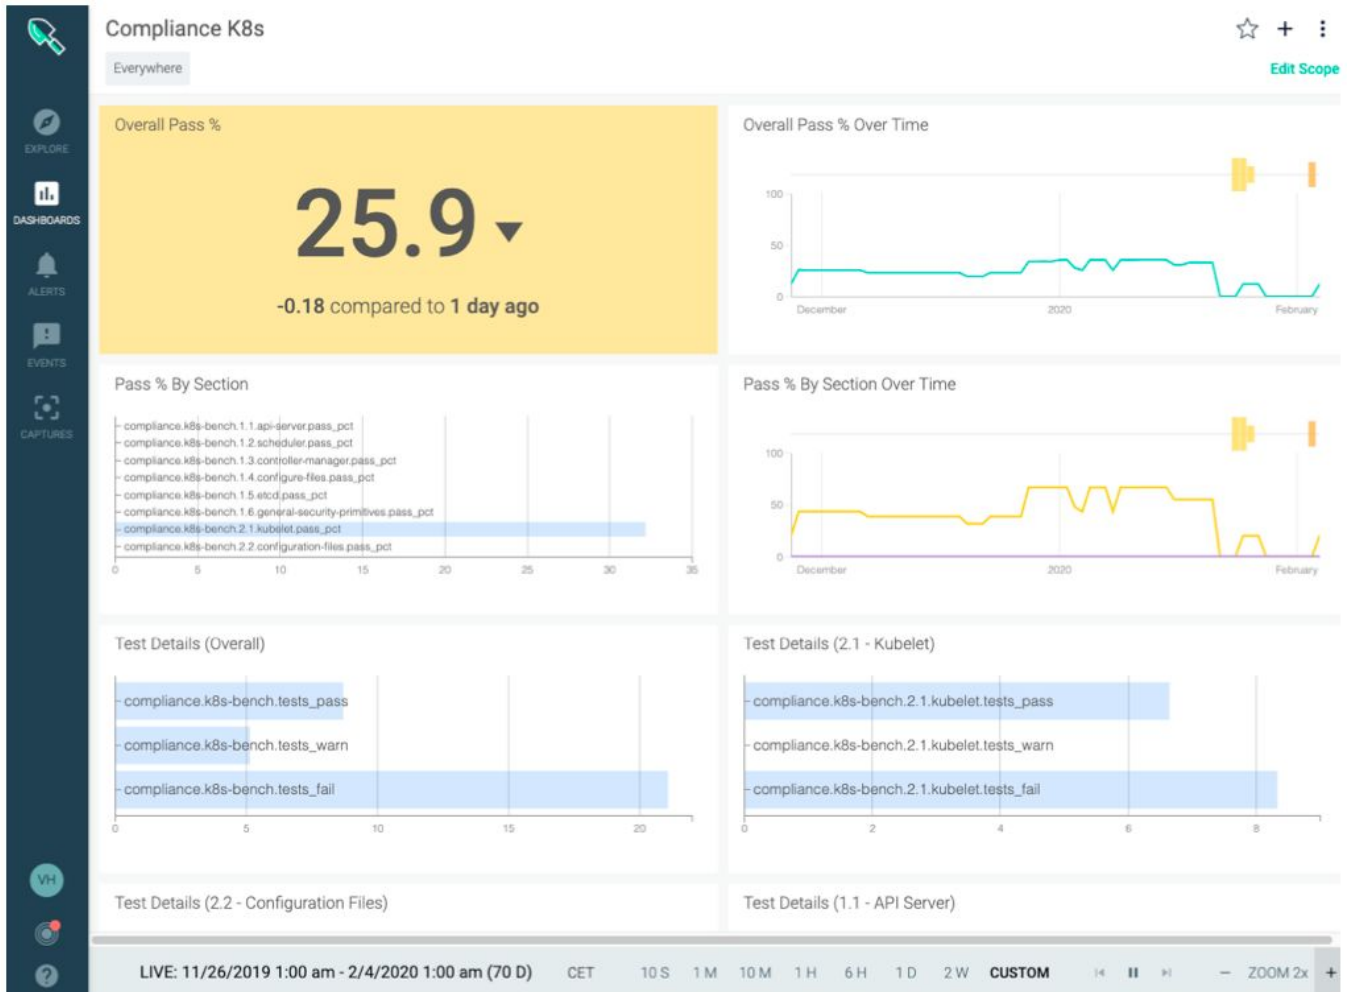 Compliance K8s
Everywhere
Edit Scope
EXPLORE
DASHBOARDS
ALERTS
EVENTS
CAPTURES
VH
Overall Pass %
25.9
-0.18 compared to 1 day ago
Overall Pass % Over Time
100
50
0
December
2020
February
Pass % By Section
compliance.k8s-bench.1.1.api-server.pass_pct
compliance.k8s-bench.1.2.scheduler.pass_pct
compliance.k8s-bench.1.3.controller-manager.pass_pct
compliance.k8s-bench.1.4.configure-files.pass_pct
compliance.k8s-bench.1.5.etcd.pass_pct
compliance.k8s-bench.1.6.general-security-primitives.pass_pct
compliance.k8s-bench.2.1.kubelet.pass_pct
compliance.k8s-bench.2.2.configuration-files.pass_pct
0 5 10 15 20 25 30 35
Pass % By Section Over Time
100
50
0
December
2020
February
Test Details (Overall)
compliance.k8s-bench.tests_pass
compliance.k8s-bench.tests_warn
compliance.k8s-bench.tests_fail
0 5 10 15 20
Test Details (2.1 - Kubelet)
compliance.k8s-bench.2.1.kubelet.tests_pass
compliance.k8s-bench.2.1.kubelet.tests_warn
compliance.k8s-bench.2.1.kubelet.tests_fail
0 2 4 6 8
Test Details (2.2 - Configuration Files)
Test Details (1.1 - API Server)
LIVE: 11/26/2019 1:00 am - 2/4/2020 1:00 am (70 D) CET 10 S 1 M 10 M 1 H 6 H 1 D 2 W CUSTOM − ZOOM 2x +